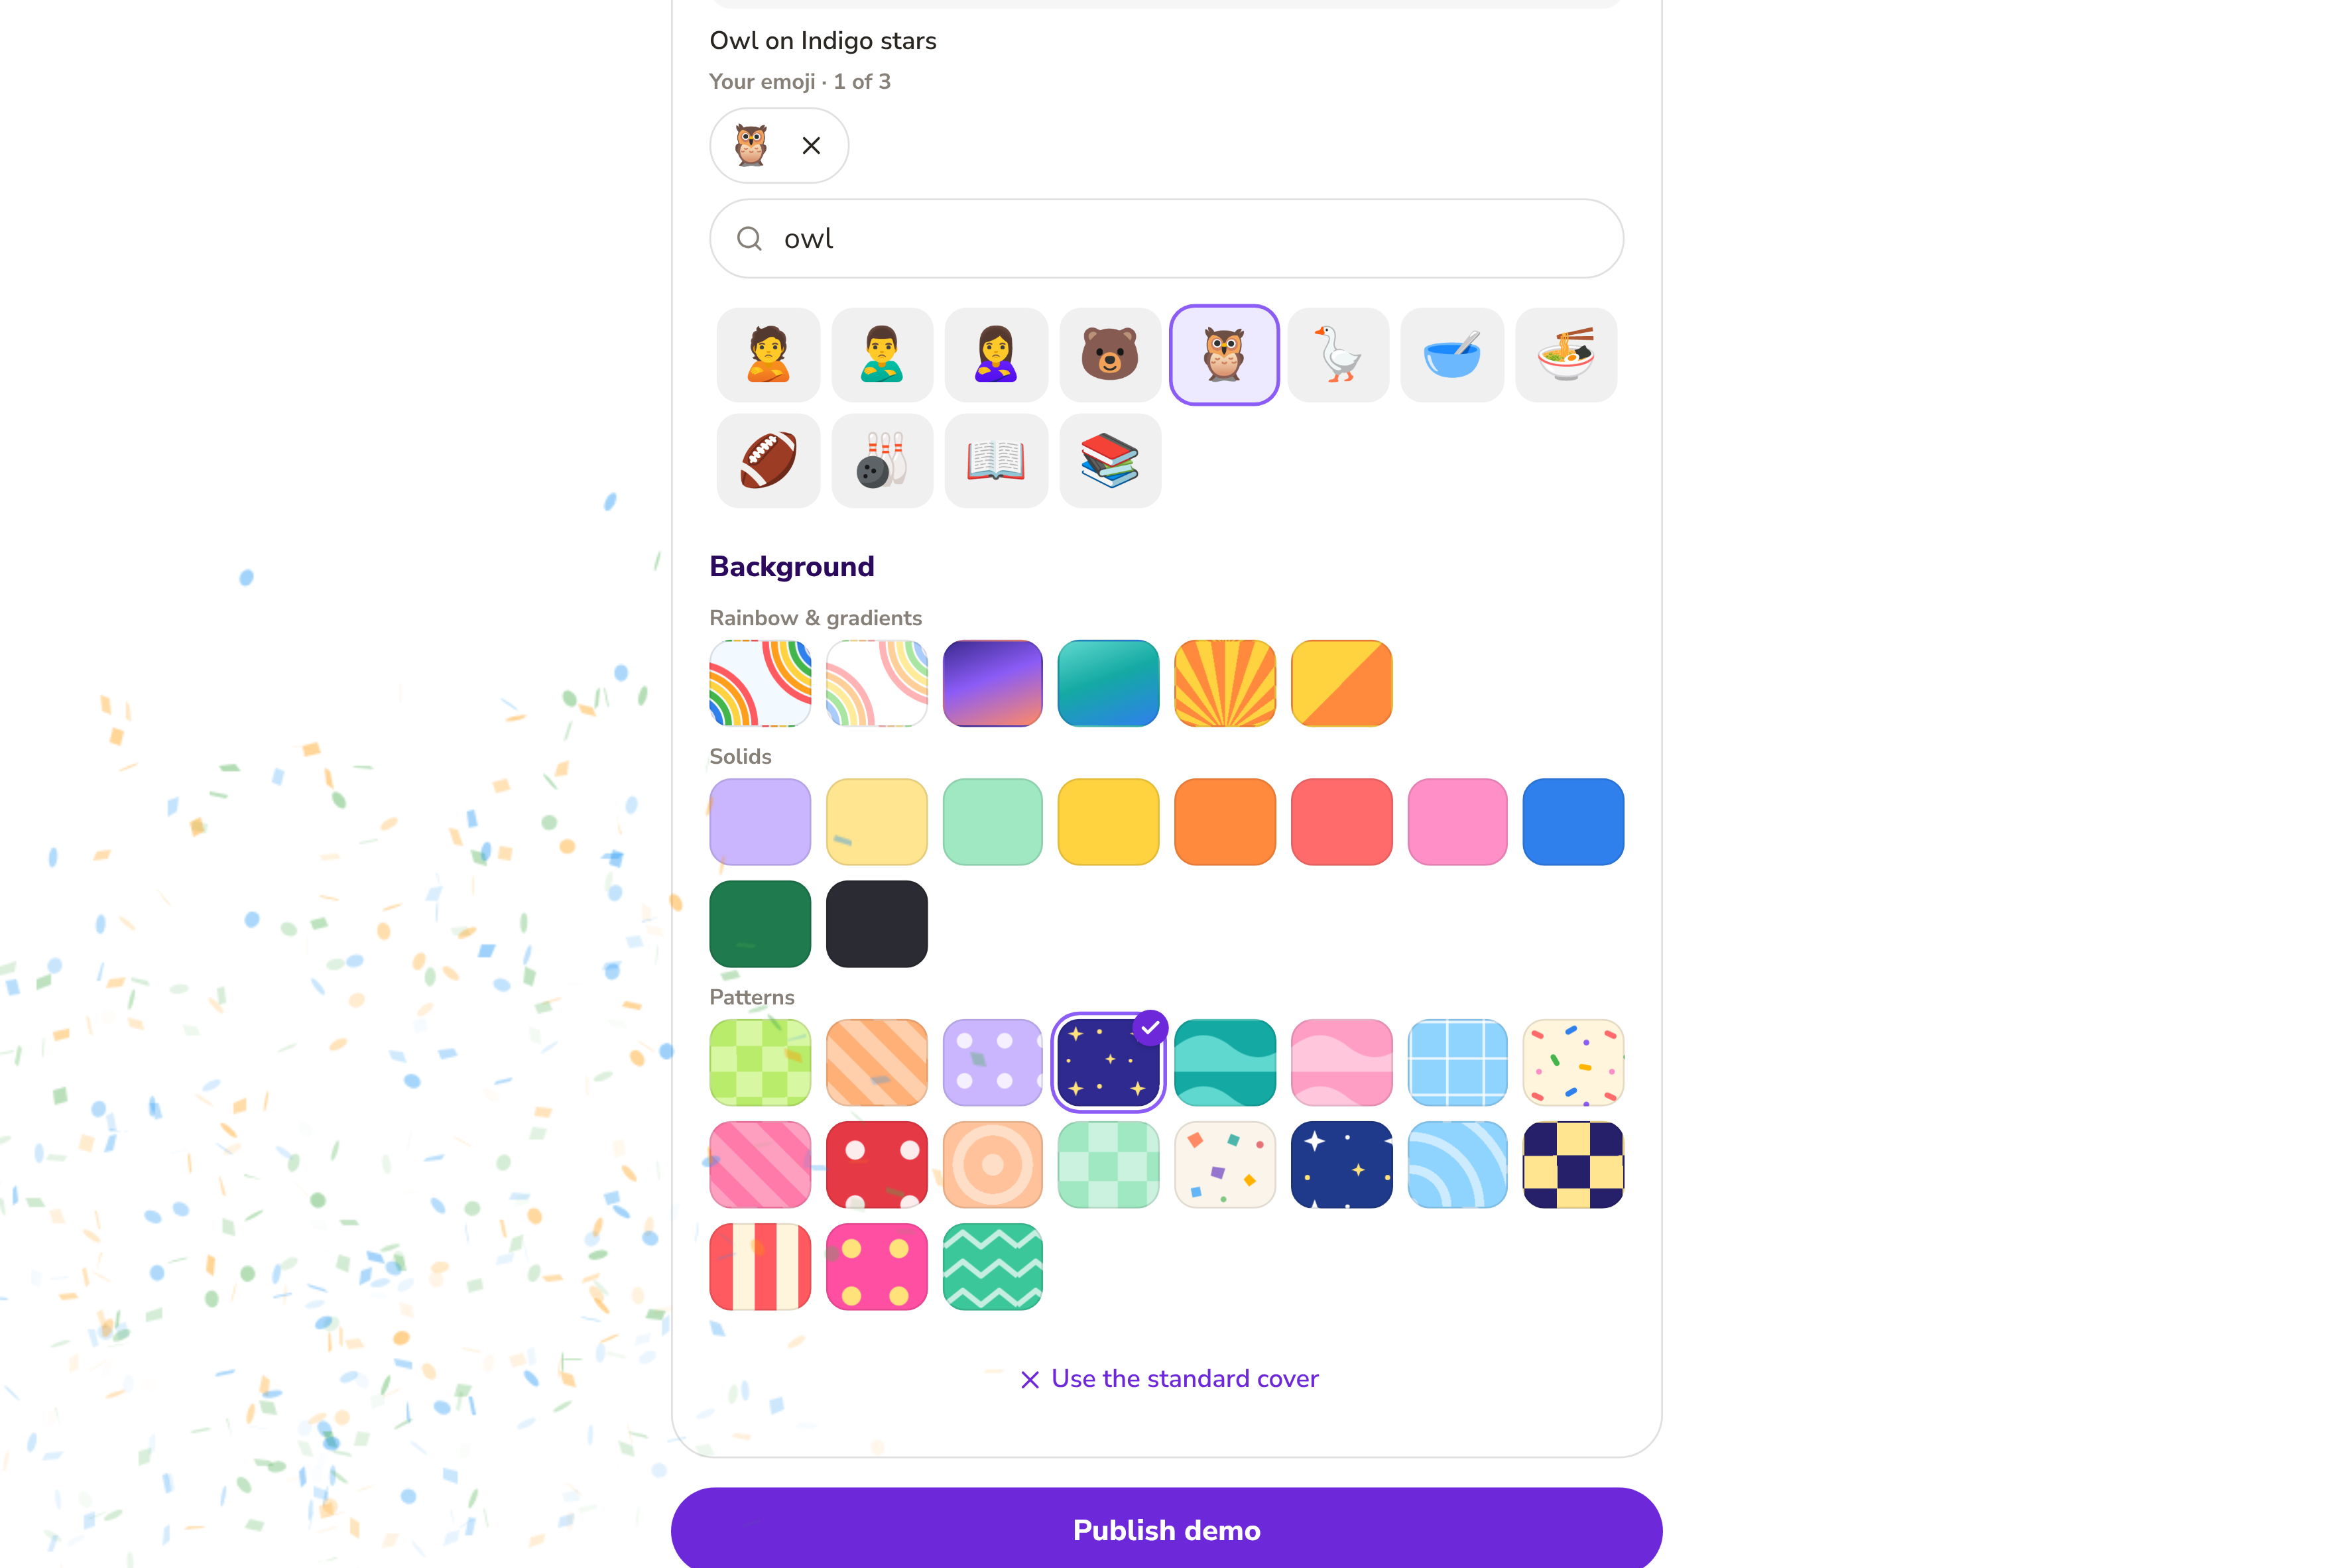 Owl on Indigo stars
Your emoji · 1 of 3
owl
Background
Rainbow & gradients
Solids
Patterns
Use the standard cover
Publish demo